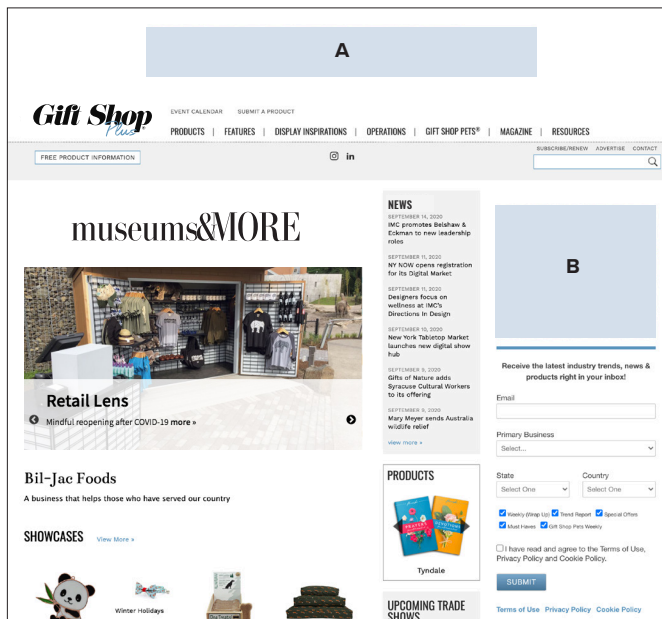 A
Gift Shop
Plus®
EVENT CALENDAR SUBMIT A PRODUCT
PRODUCTS | FEATURES | DISPLAY INSPIRATIONS | OPERATIONS | GIFT SHOP PETS® | MAGAZINE | RESOURCES
SUBSCRIBE/RENEW ADVERTISE CONTACT
FREE PRODUCT INFORMATION
in
museums&MORE
Retail Lens
Mindful reopening after COVID-19 more »
Bil-Jac Foods
A business that helps those who have served our country
SHOWCASES View More »
Winter Holidays
NEWS
SEPTEMBER 14, 2020
IMC promotes Belshaw &
Eckman to new leadership
roles
SEPTEMBER 11, 2020
NY NOW opens registration
for its Digital Market
SEPTEMBER 11, 2020
Designers focus on
wellness at IMC's
Directions In Design
SEPTEMBER 10, 2020
New York Tabletop Market
launches new digital show
hub
SEPTEMBER 9, 2020
Gifts of Nature adds
Syracuse Cultural Workers
to its offering
SEPTEMBER 9, 2020
Mary Meyer sends Australia
wildlife relief
view more »
PRODUCTS
PRAYERS
DEVOTIONS
Tyndale
UPCOMING TRADE
SHOWS
B
Receive the latest industry trends, news &
products right in your inbox!
Email
Primary Business
Select...
State Country
Select One Select One
Weekly (Wrap Up) Trend Report Special Offers
Must Haves Gift Shop Pets Weekly
I have read and agree to the Terms of Use,
Privacy Policy and Cookie Policy.
SUBMIT
Terms of Use Privacy Policy Cookie Policy